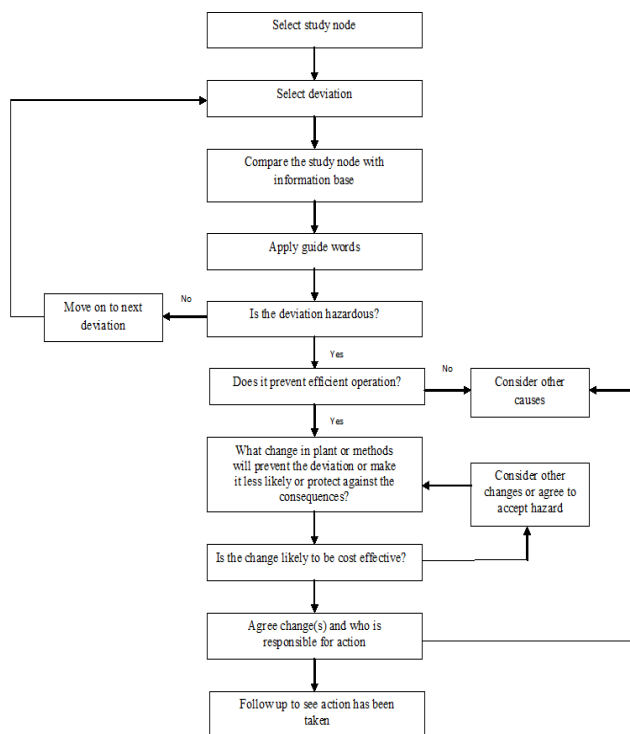 Select study node
Select deviation
Compare the study node with
information base
Apply guide words
Move on to next
deviation
No
Is the deviation hazardous?
Yes
No
Does it prevent efficient operation?
Consider other
causes
Yes
What change in plant or methods
will prevent the deviation or make
it less likely or protect against the
consequences?
Consider other
changes or agree to
accept hazard
Is the change likely to be cost effective?
Agree change(s) and who is
responsible for action
Follow up to see action has been
taken